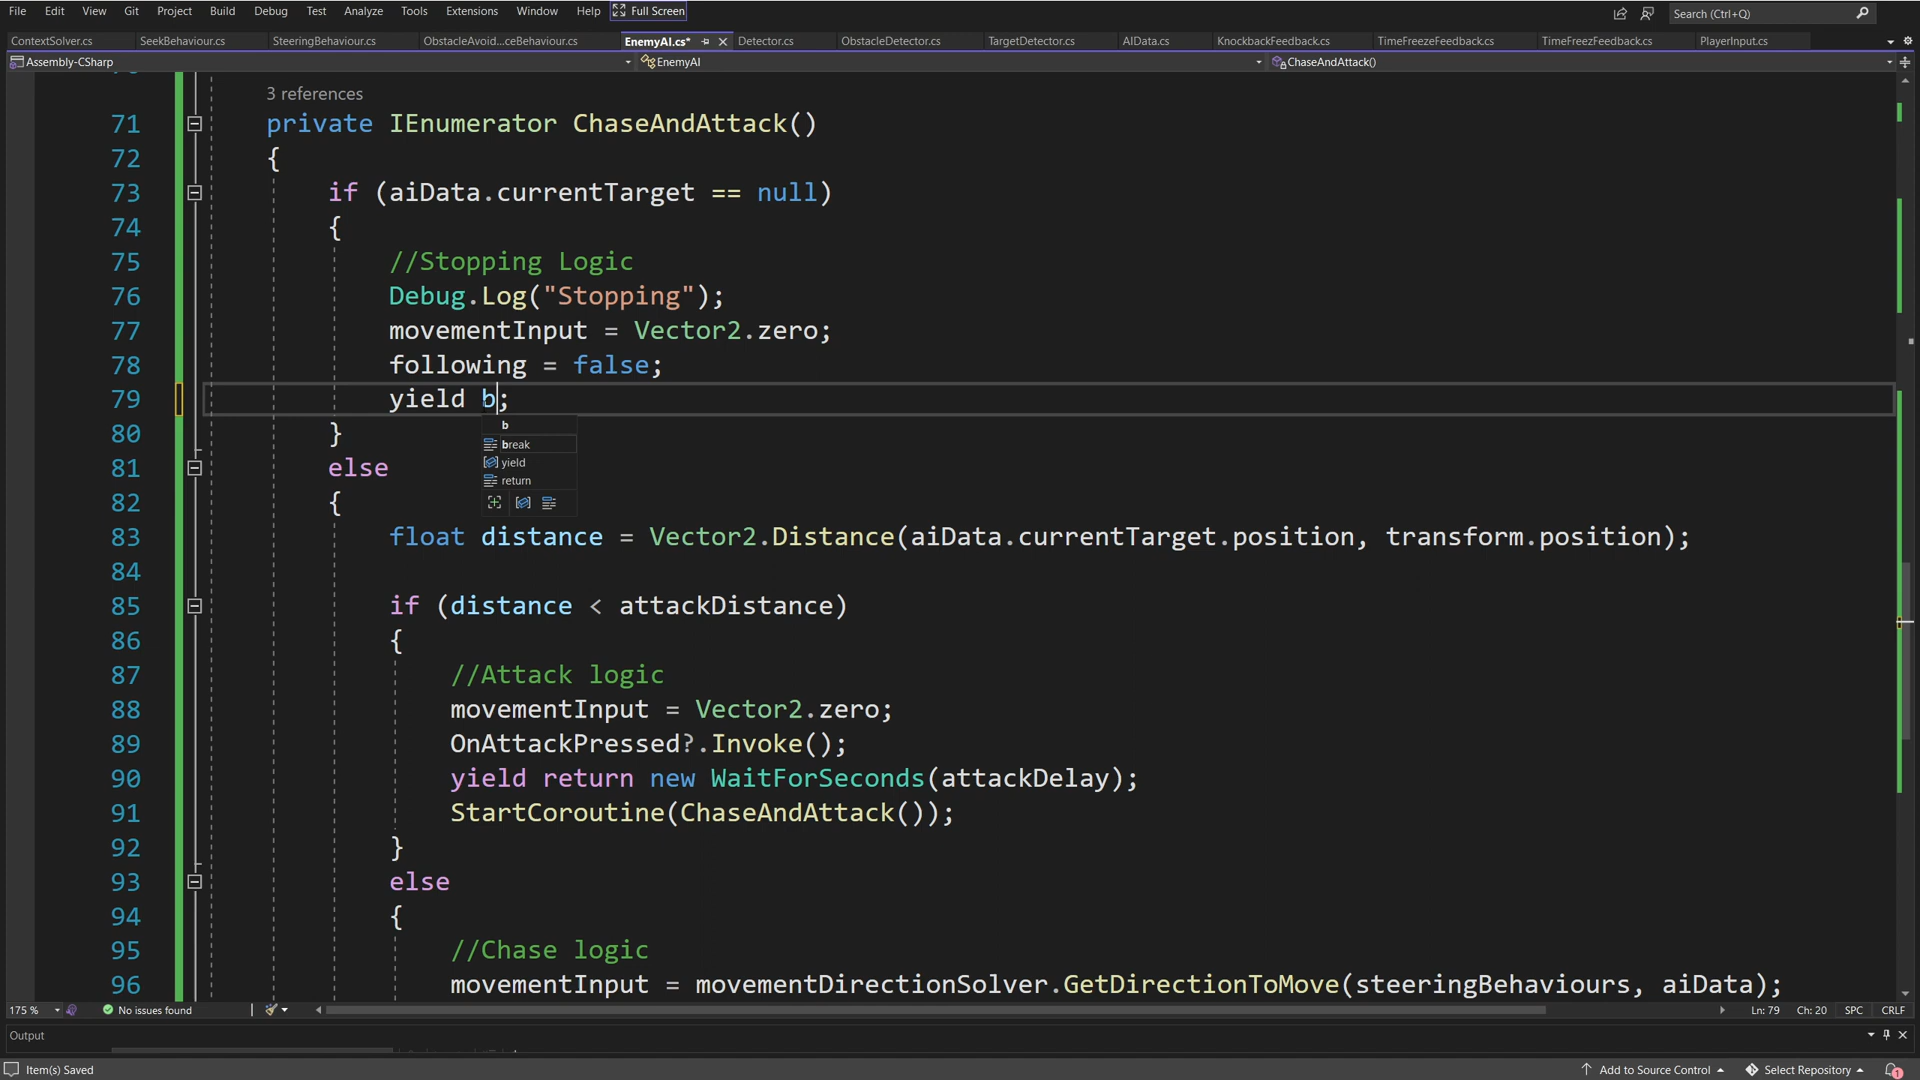 File Edit View Git Project Build Debug Test Analyze Tools Extensions Window Help Full Screen Search (Ctrl+Q)
ContextSolver.cs SeekBehaviour.cs SteeringBehaviour.cs ObstacleAvoid...ceBehaviour.cs EnemyAI.cs* Detector.cs ObstacleDetector.cs TargetDetector.cs AIData.cs KnockbackFeedback.cs TimeFreezeFeedback.cs TimeFreezFeedback.cs PlayerInput.cs
Assembly-CSharp EnemyAI ChaseAndAttack()
3 references
71 private IEnumerator ChaseAndAttack()
72 {
73 if (aiData.currentTarget == null)
74 {
75 //Stopping Logic
76 Debug.Log("Stopping");
77 movementInput = Vector2.zero;
78 following = false;
79 yield b;
b
80 }
break
yield
81 else
return
82 {
83 float distance = Vector2.Distance(aiData.currentTarget.position, transform.position);
84
85 if (distance < attackDistance)
86 {
87 //Attack logic
88 movementInput = Vector2.zero;
89 OnAttackPressed?.Invoke();
90 yield return new WaitForSeconds(attackDelay);
91 StartCoroutine(ChaseAndAttack());
92 }
93 else
94 {
95 //Chase logic
96 movementInput = movementDirectionSolver.GetDirectionToMove(steeringBehaviours, aiData);
175 % No issues found Ln: 79 Ch: 20 SPC CRLF
Output
Item(s) Saved Add to Source Control Select Repository 1